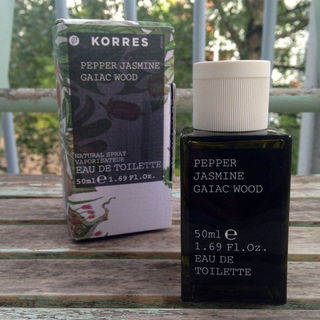 KORRES
PEPPER JASMINE
GAIAC WOOD
NATURAL SPRAY
VAPORISATEUR
EAU DE TOILETTE
50ml ℮ 1.69 Fl.Oz.
PEPPER
JASMINE
GAIAC WOOD
50ml ℮
1.69 Fl.Oz.
EAU DE
TOILETTE